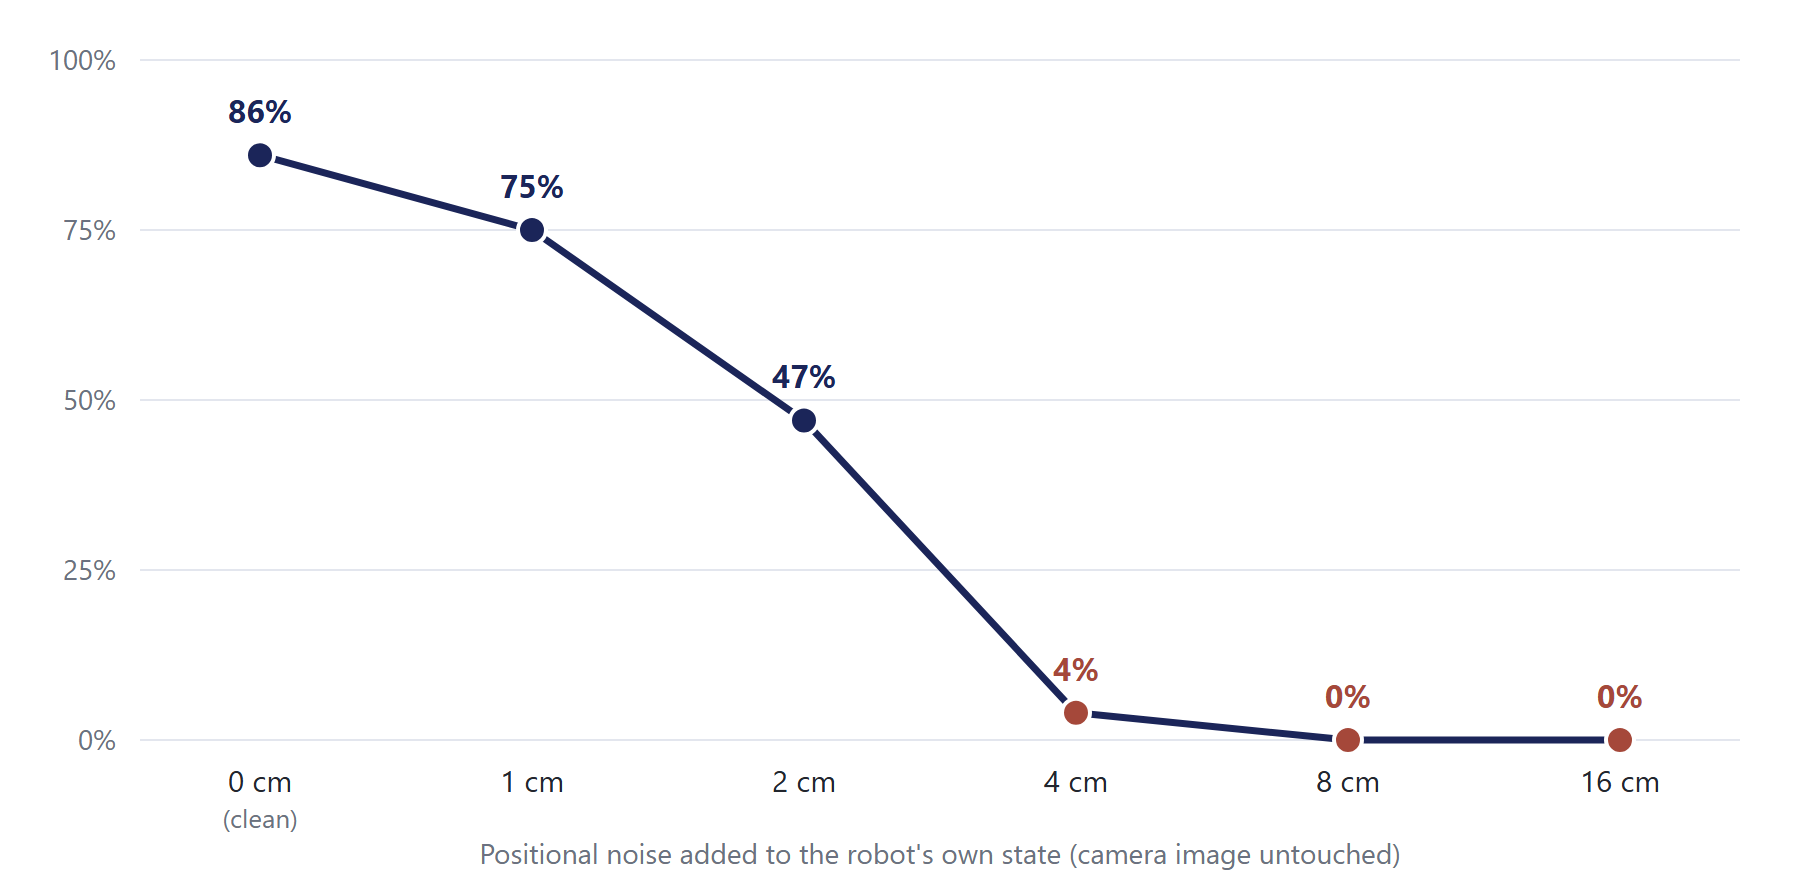 100%
86%
75%
75%
47%
50%
25%
4%
0%
0%
0%
0 cm
1 cm
2 cm
4 cm
8 cm
16 cm
(clean)
Positional noise added to the robot's own state (camera image untouched)